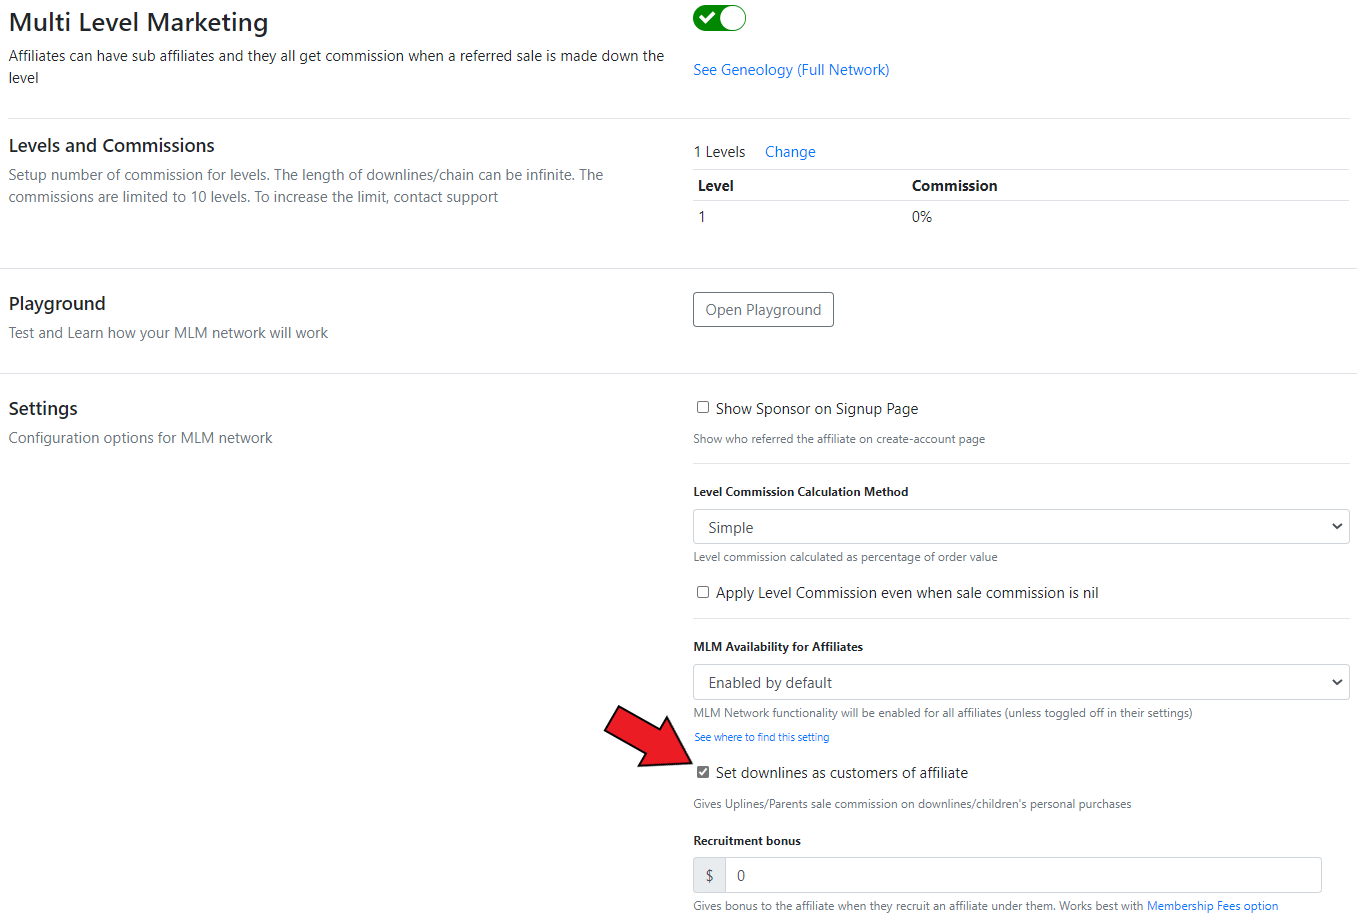 Multi Level Marketing
Affiliates can have sub affiliates and they all get commission when a referred sale is made down the
level
See Geneology (Full Network)
Levels and Commissions
Setup number of commission for levels. The length of downlines/chain can be infinite. The
commissions are limited to 10 levels. To increase the limit, contact support
1 Levels Change
Level Commission
1 0%
Playground
Test and Learn how your MLM network will work
Open Playground
Settings
Configuration options for MLM network
Show Sponsor on Signup Page
Show who referred the affiliate on create-account page
Level Commission Calculation Method
Simple
Level commission calculated as percentage of order value
Apply Level Commission even when sale commission is nil
MLM Availability for Affiliates
Enabled by default
MLM Network functionality will be enabled for all affiliates (unless toggled off in their settings)
See where to find this setting
Set downlines as customers of affiliate
Gives Uplines/Parents sale commission on downlines/children's personal purchases
Recruitment bonus
$ 0
Gives bonus to the affiliate when they recruit an affiliate under them. Works best with Membership Fees option